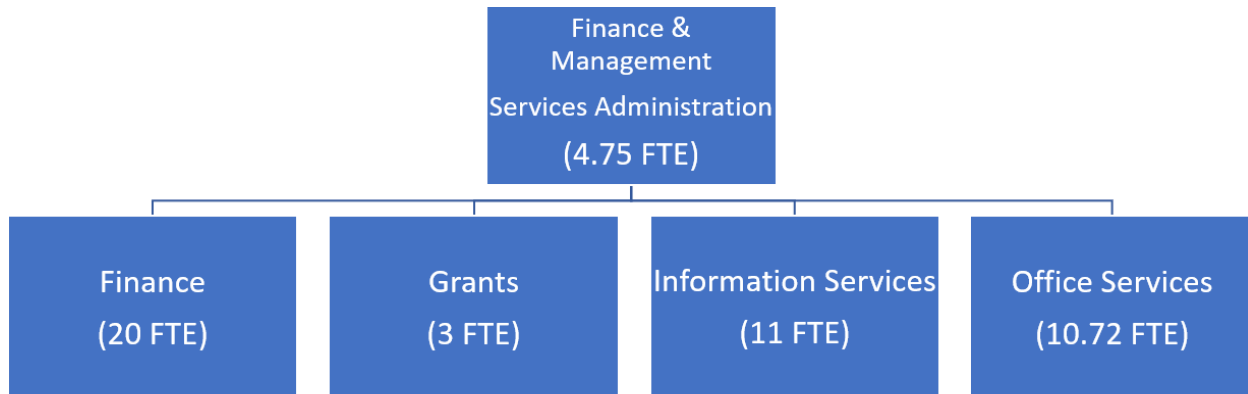 Finance &
Management
Services Administration
(4.75 FTE)
Finance
(20 FTE)
Grants
(3 FTE)
Information Services
(11 FTE)
Office Services
(10.72 FTE)